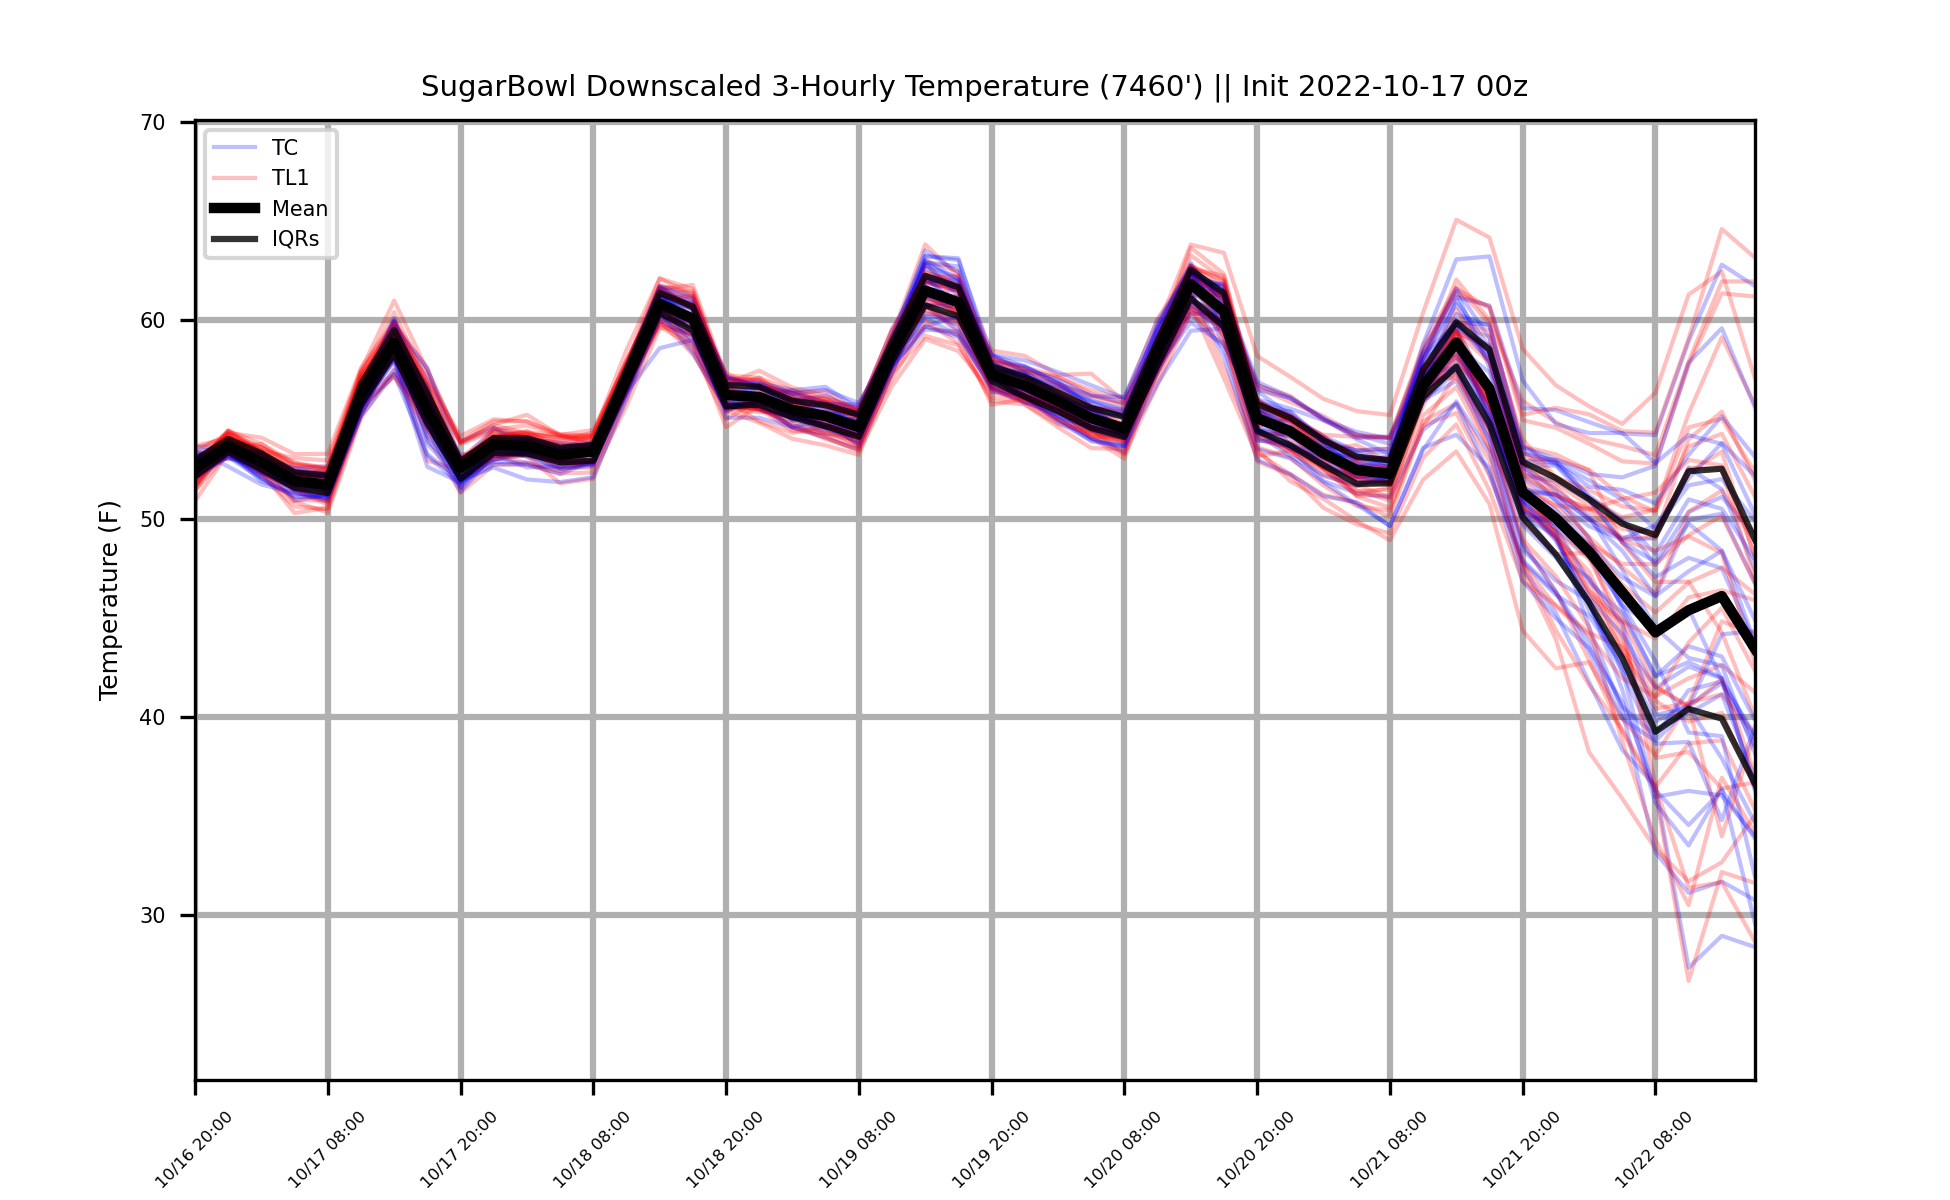 SugarBowl Downscaled 3-Hourly Temperature (7460') || Init 2022-10-17 00z
TC
TL1
Mean
IQRs
Temperature (F)
70
60
50
40
30
10/16 20:00
10/17 08:00
10/17 20:00
10/18 08:00
10/18 20:00
10/19 08:00
10/19 20:00
10/20 08:00
10/20 20:00
10/21 08:00
10/21 20:00
10/22 08:00